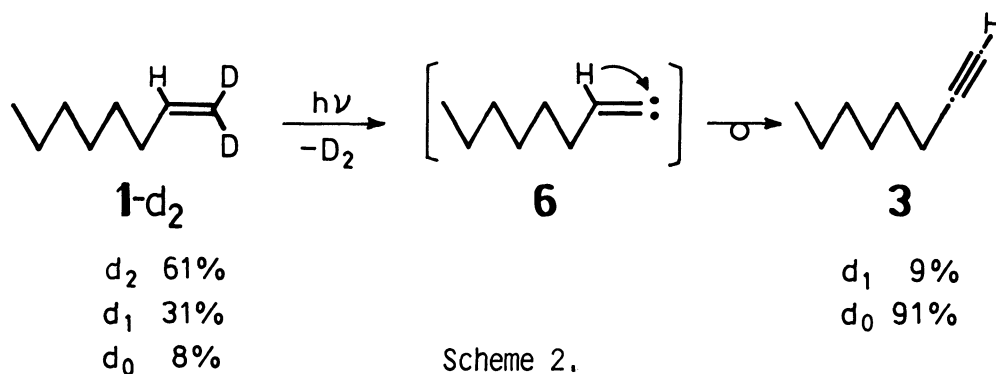 H D
D
hν
-D₂
H
H
1-d₂
6
3
d₂ 61%
d₁ 31%
d₀ 8%
d₁ 9%
d₀ 91%
Scheme 2.